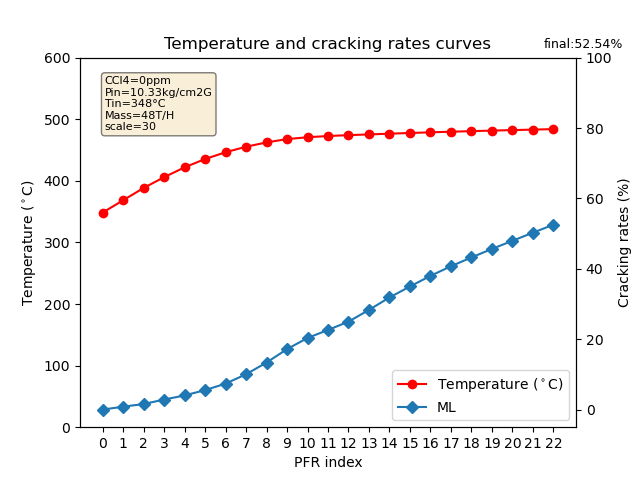 Temperature and cracking rates curves
final:52.54%
CCl4=0ppm
Pin=10.33kg/cm2G
Tin=348°C
Mass=48T/H
scale=30
600
500
400
300
200
100
0
Temperature (°C)
100
80
60
40
20
0
Cracking rates (%)
Temperature (°C)
ML
0 1 2 3 4 5 6 7 8 9 10 11 12 13 14 15 16 17 18 19 20 21 22
PFR index